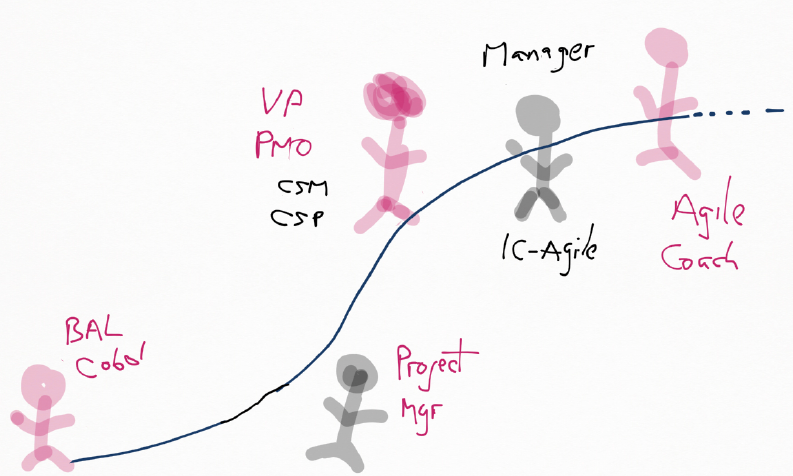 BAL
Cobol
Project
Mgr
VP
PMO
CSM
CSP
Manager
IC-Agile
Agile
Coach